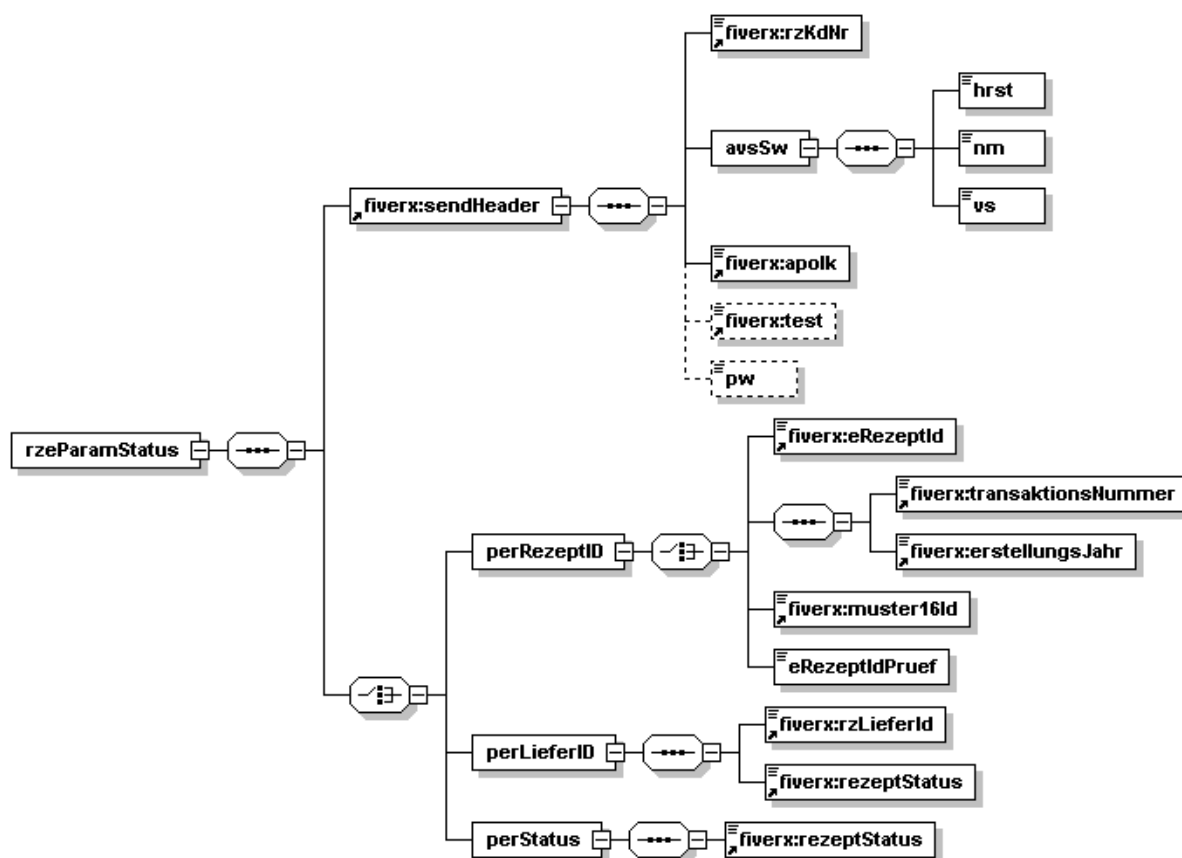 fiverx:rzKdNr
hrst
avsSw
nm
vs
fiverx:sendHeader
fiverx:apoIk
fiverx:test
pw
rzeParamStatus
fiverx:eRezeptId
fiverx:transaktionsNummer
perRezeptID
fiverx:erstellungsJahr
fiverx:muster16Id
eRezeptIdPruef
fiverx:rzLieferId
perLieferID
fiverx:rezeptStatus
perStatus
fiverx:rezeptStatus